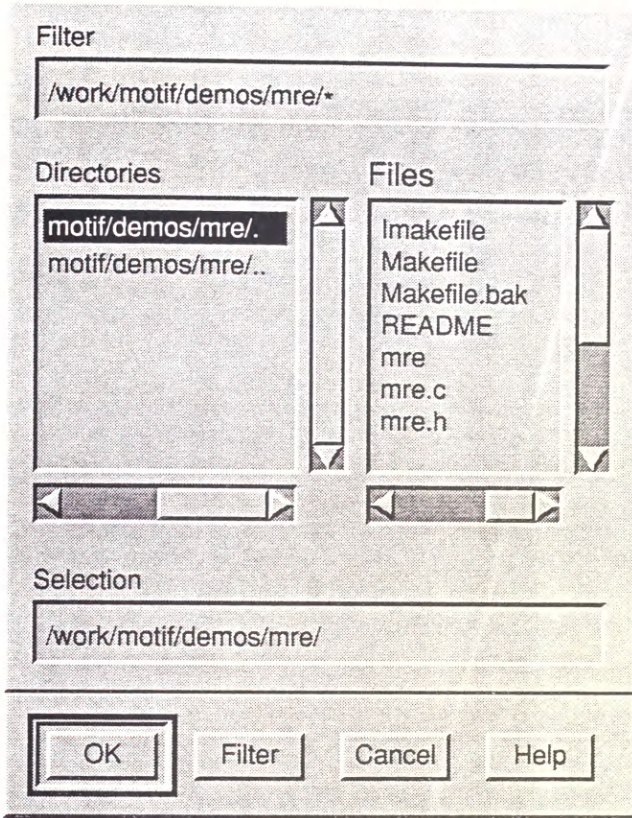 Filter
/work/motif/demos/mre/*
Directories
motif/demos/mre/.
motif/demos/mre/..
Files
Imakefile
Makefile
Makefile.bak
README
mre
mre.c
mre.h
Selection
/work/motif/demos/mre/
OK Filter Cancel Help